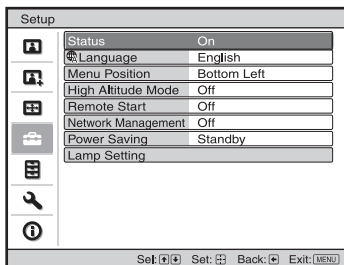 Setup
Status On
Language English
Menu Position Bottom Left
High Altitude Mode Off
Remote Start Off
Network Management Off
Power Saving Standby
Lamp Setting
Sel: Set: Back: Exit: MENU